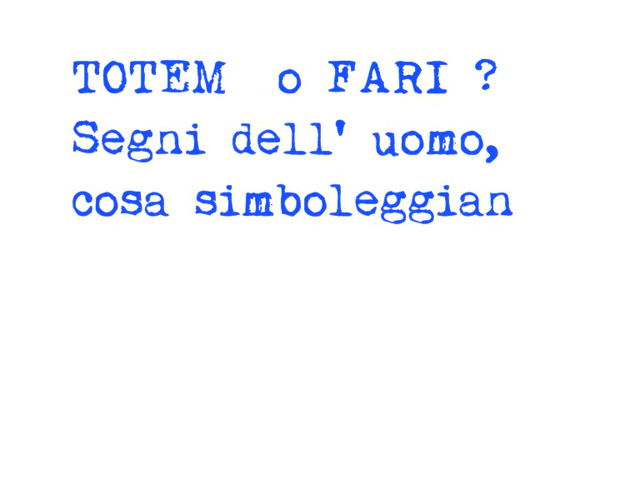 TOTEM o FARI ?
Segni dell' uomo,
cosa simboleggian